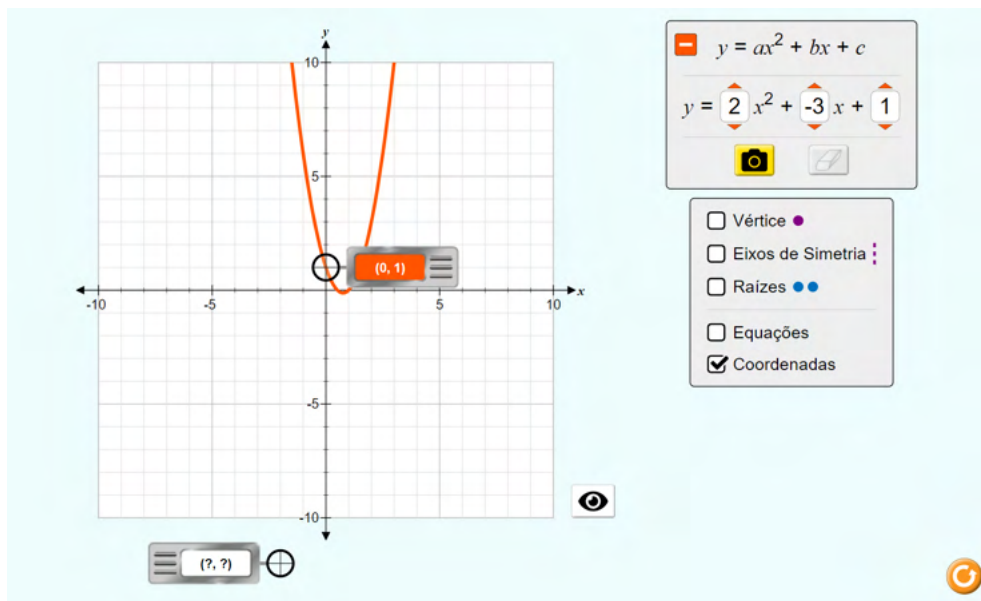 y
10
5
-10
-5
5
10
x
-5
-10
(0, 1)
(?, ?)
y = ax² + bx + c
y = 2 x² + -3 x + 1
Vértice
Eixos de Simetria
Raízes
Equações
Coordenadas